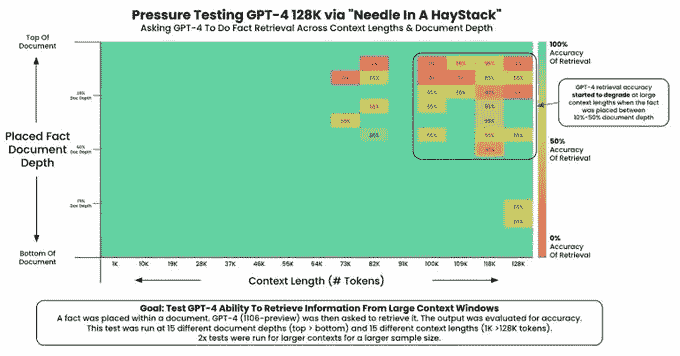 Pressure Testing GPT-4 128K via "Needle In A HayStack"
Asking GPT-4 To Do Fact Retrieval Across Context Lengths & Document Depth
Top Of
Document
Placed Fact
Document
Depth
Bottom Of
Document
100%
Accuracy
Of Retrieval
GPT-4 retrieval accuracy
started to degrade at large
context lengths when the fact
was placed between
10%-50% document depth
50%
Accuracy
Of Retrieval
0%
Accuracy
Of Retrieval
1K 10K 19K 28K 37K 46K 55K 64K 73K 82K 91K 100K 109K 118K 128K
Context Length (# Tokens)
Goal: Test GPT-4 Ability To Retrieve Information From Large Context Windows
A fact was placed within a document. GPT-4 (1106-preview) was then asked to retrieve it. The output was evaluated for accuracy.
This test was run at 15 different document depths (top > bottom) and 15 different context lengths (1K >128K tokens).
2x tests were run for larger contexts for a larger sample size.